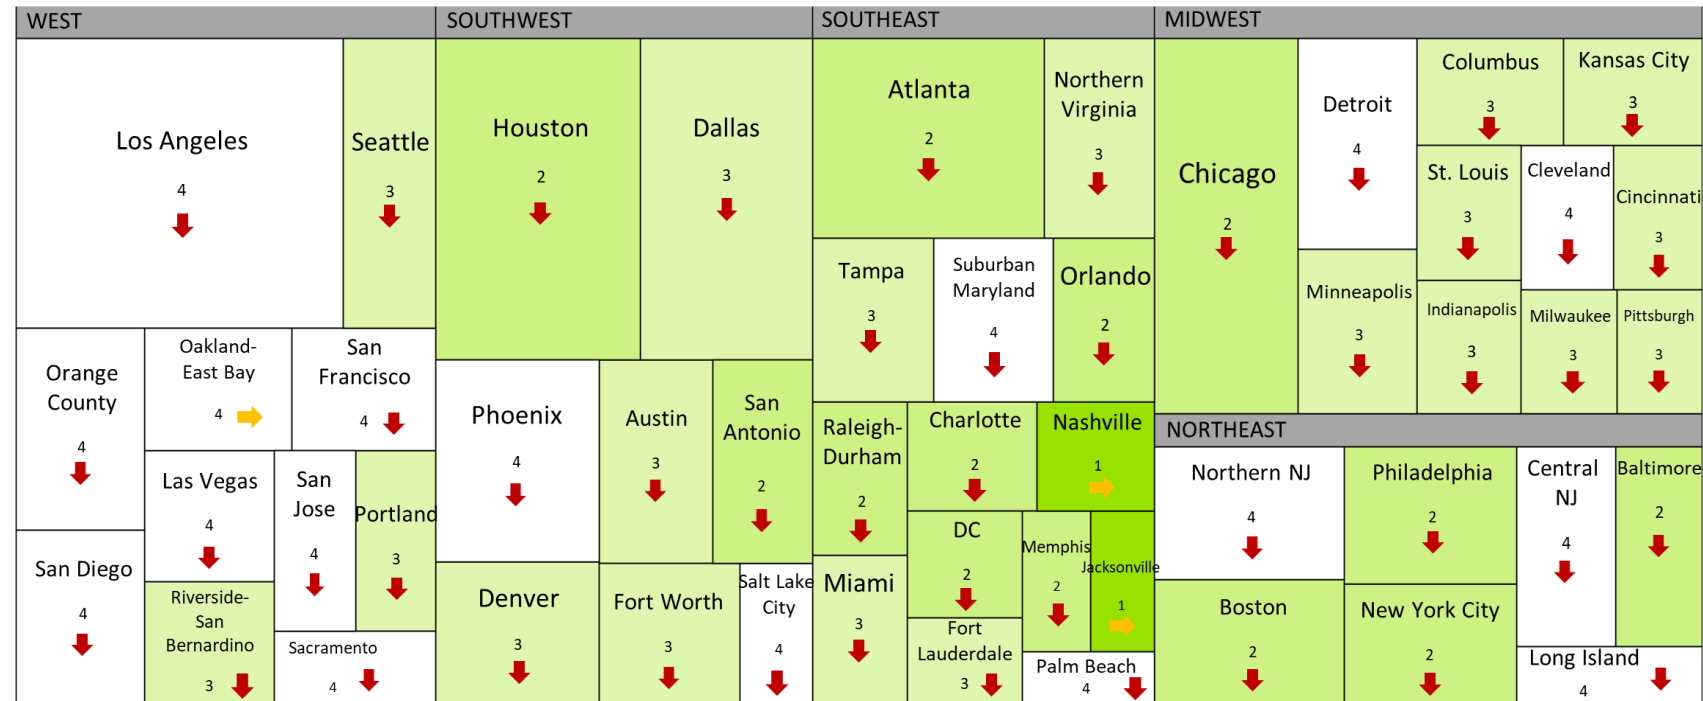 WEST
SOUTHWEST
SOUTHEAST
MIDWEST
Los Angeles
4
Seattle
3
Orange
County
4
Oakland-
East Bay
4
San
Francisco
4
Las Vegas
4
San
Jose
4
Portland
3
San Diego
4
Riverside-
San
Bernardino
3
Sacramento
4
Houston
2
Dallas
3
Phoenix
4
Austin
3
San
Antonio
2
Denver
3
Fort Worth
3
Salt Lake
City
4
Atlanta
2
Northern
Virginia
3
Tampa
3
Suburban
Maryland
4
Orlando
2
Raleigh-
Durham
2
Charlotte
2
Nashville
1
DC
2
Memphis
2
Jacksonville
1
Miami
3
Fort
Lauderdale
3
Palm Beach
4
Chicago
2
Detroit
4
Columbus
3
Kansas City
3
St. Louis
3
Cleveland
4
Cincinnati
3
Minneapolis
3
Indianapolis
3
Milwaukee
3
Pittsburgh
3
NORTHEAST
Northern NJ
4
Philadelphia
2
Central
NJ
4
Baltimore
2
Boston
2
New York City
2
Long Island
4